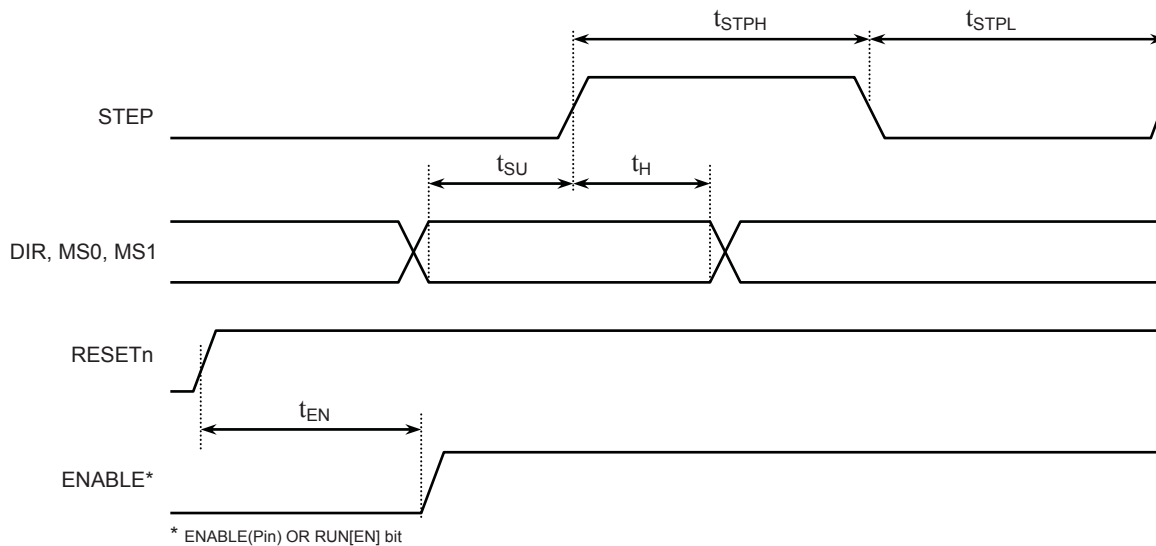 tSTPH
tSTPL
STEP
tSU
tH
DIR, MS0, MS1
RESETn
tEN
ENABLE*
* ENABLE(Pin) OR RUN[EN] bit